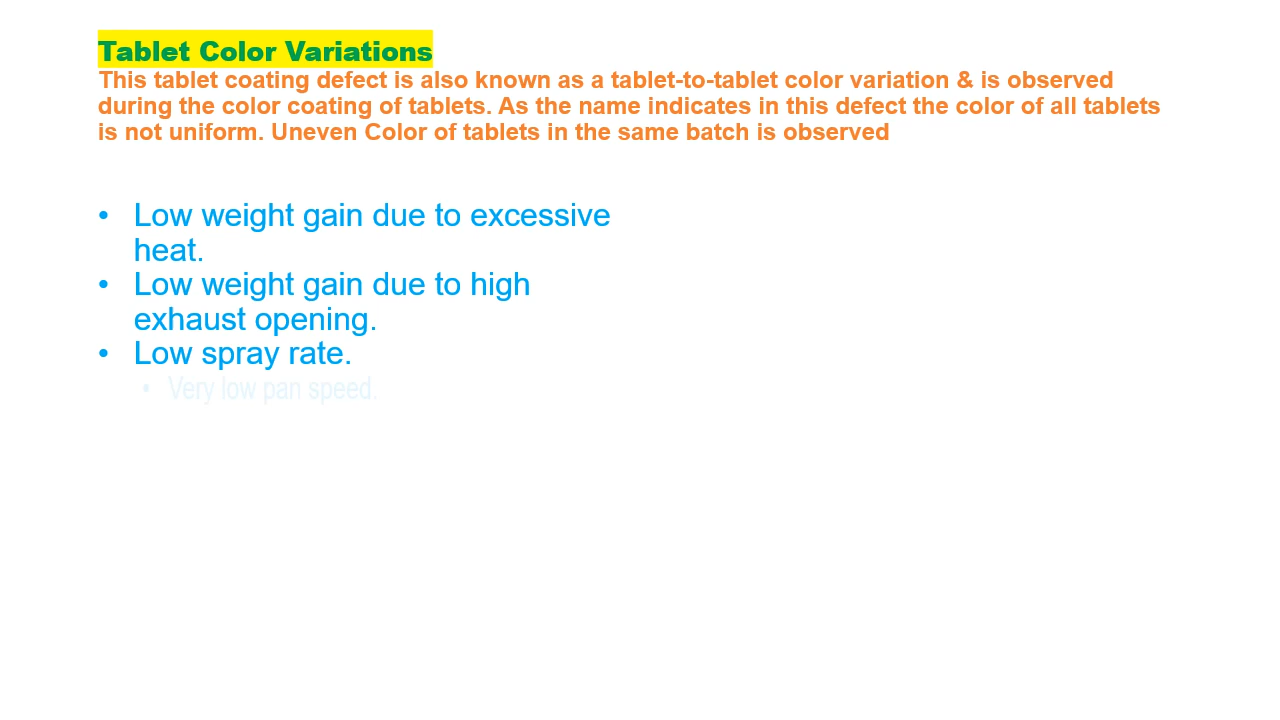 Tablet Color Variations
This tablet coating defect is also known as a tablet-to-tablet color variation & is observed
during the color coating of tablets. As the name indicates in this defect the color of all tablets
is not uniform. Uneven Color of tablets in the same batch is observed
• Low weight gain due to excessive
heat.
• Low weight gain due to high
exhaust opening.
• Low spray rate.
• Very low pan speed.